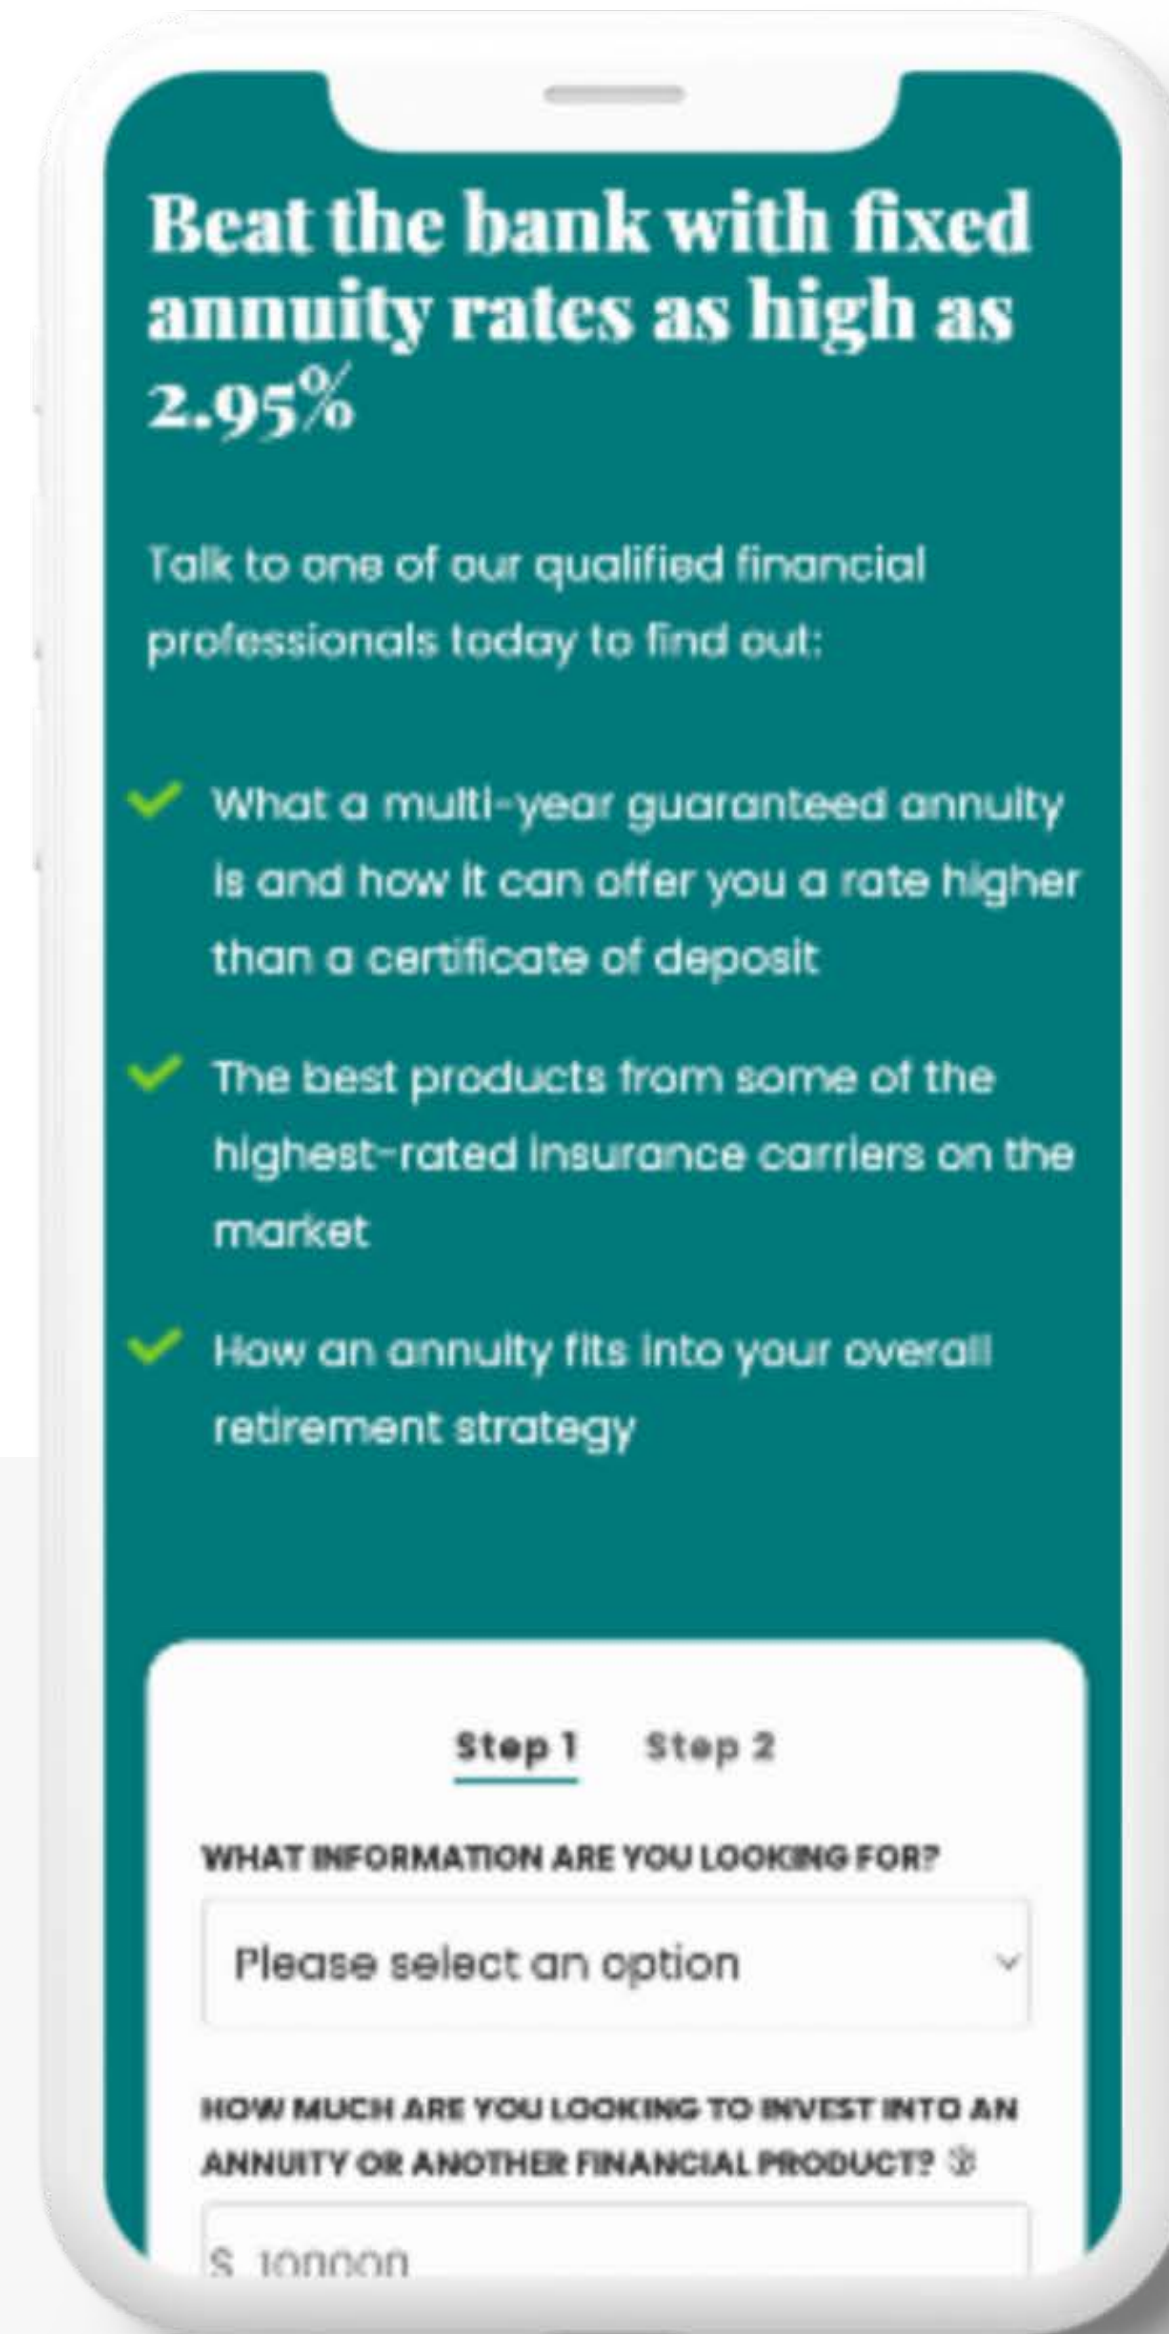 Beat the bank with fixed
annuity rates as high as
2.95%
Talk to one of our qualified financial
professionals today to find out:
What a multi-year guaranteed annuity
is and how it can offer you a rate higher
than a certificate of deposit
The best products from some of the
highest-rated insurance carriers on the
market
How an annuity fits into your overall
retirement strategy
Step 1 Step 2
WHAT INFORMATION ARE YOU LOOKING FOR?
Please select an option
HOW MUCH ARE YOU LOOKING TO INVEST INTO AN
ANNUITY OR ANOTHER FINANCIAL PRODUCT?
$ 100000